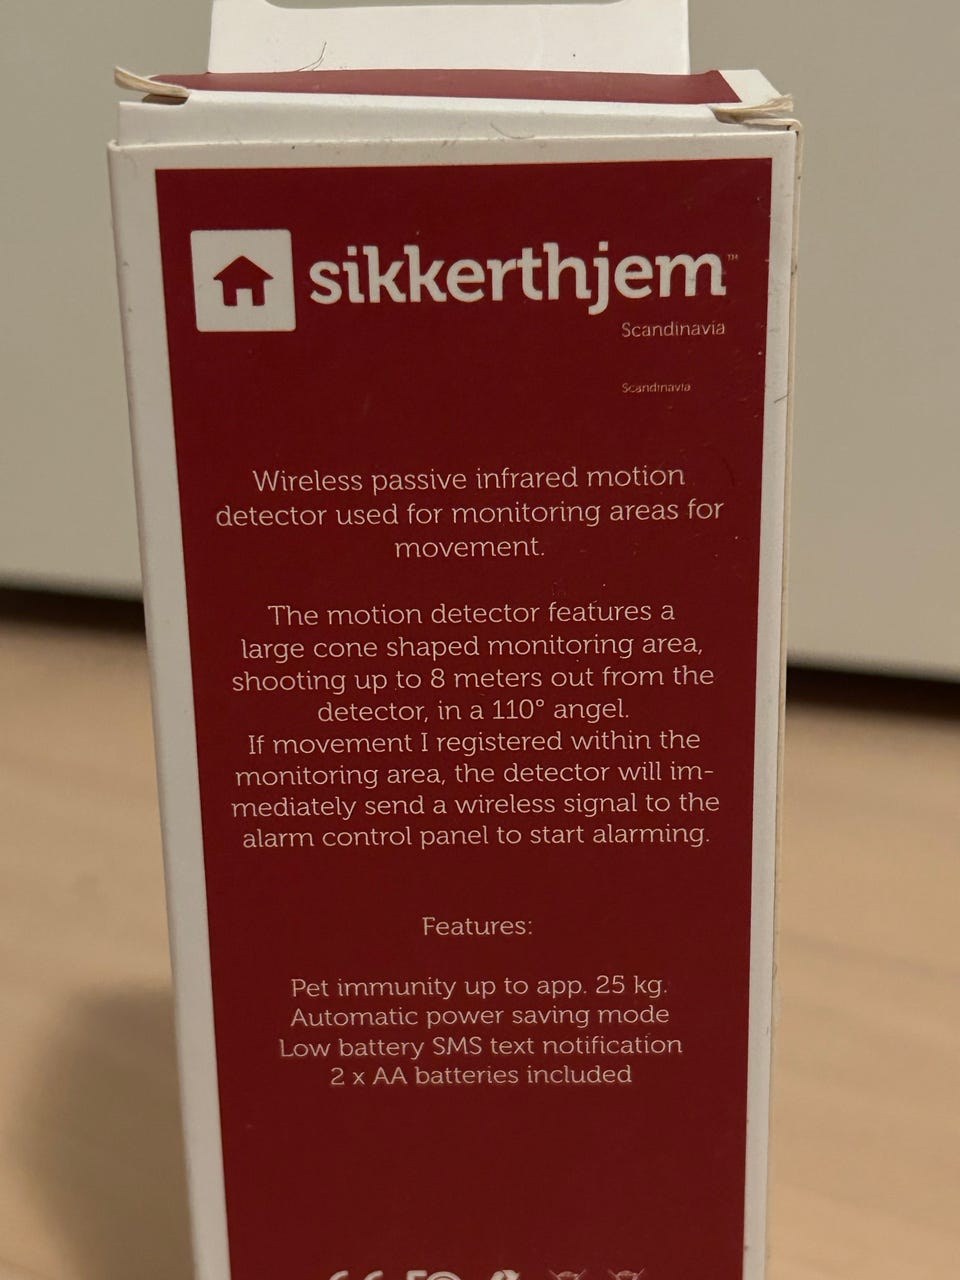 sikkerthjem™
Scandinavia
Scandinavia
Wireless passive infrared motion
detector used for monitoring areas for
movement.
The motion detector features a
large cone shaped monitoring area,
shooting up to 8 meters out from the
detector, in a 110° angel.
If movement I registered within the
monitoring area, the detector will im-
mediately send a wireless signal to the
alarm control panel to start alarming.
Features:
Pet immunity up to app. 25 kg.
Automatic power saving mode
Low battery SMS text notification
2 x AA batteries included